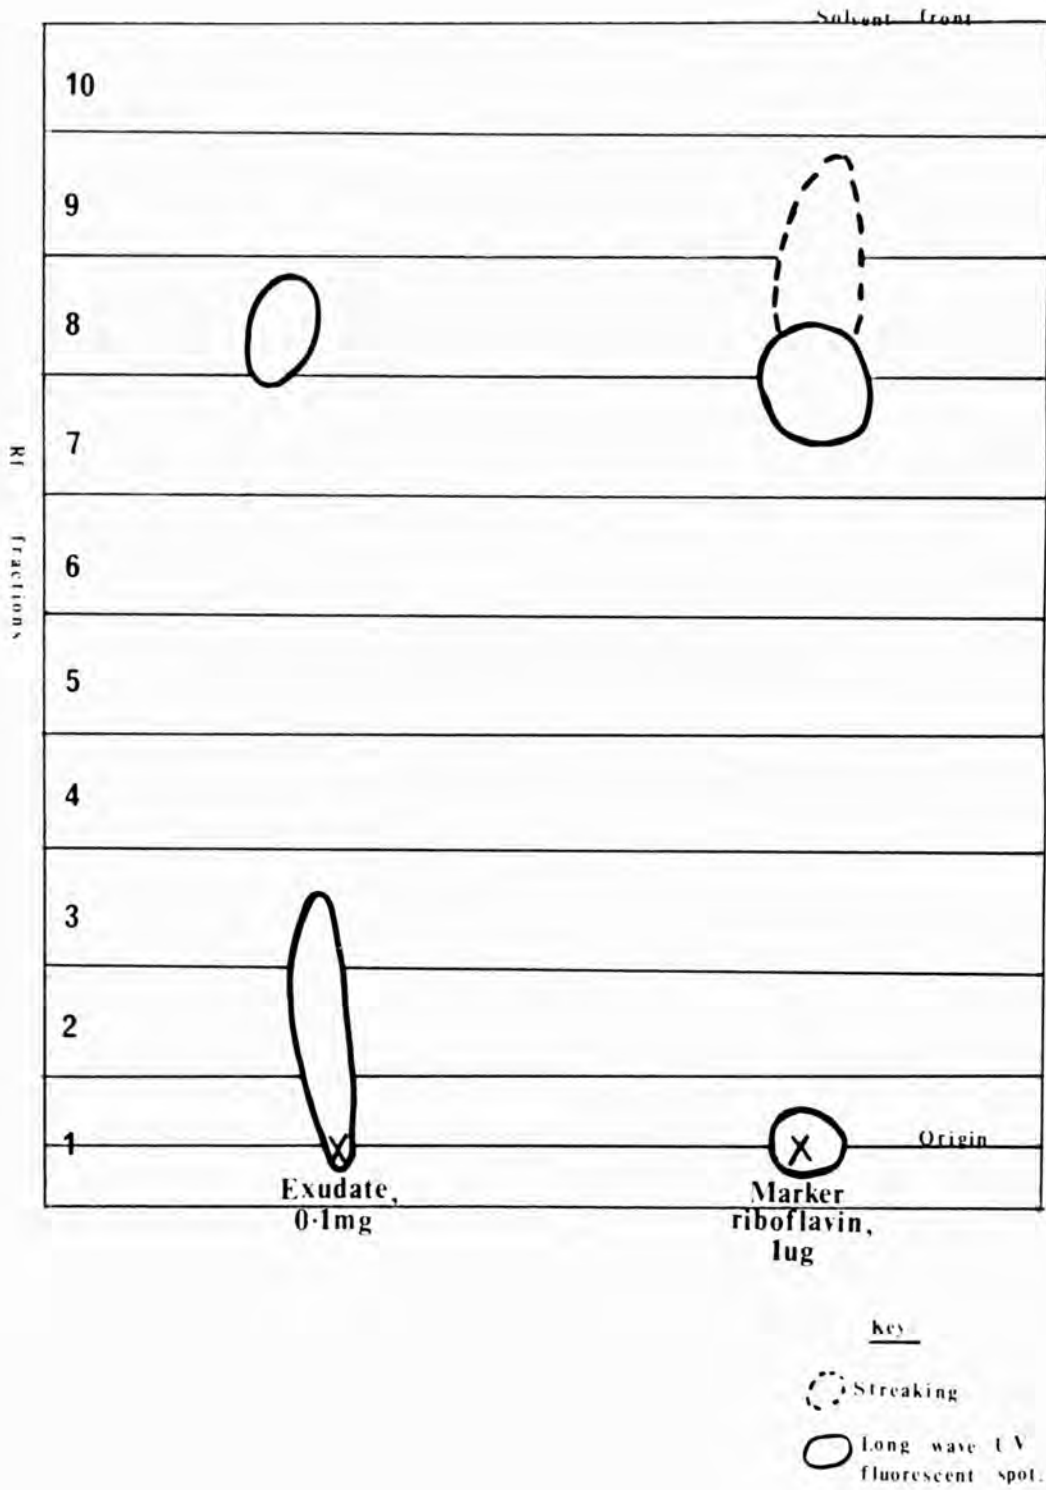 Solvent front
10
9
8
7
6
5
4
3
2
1
Rf fractions
X
X
Origin
Exudate,
0·1mg
Marker
riboflavin,
1ug
Key
Streaking
Long wave UV
fluorescent spot.